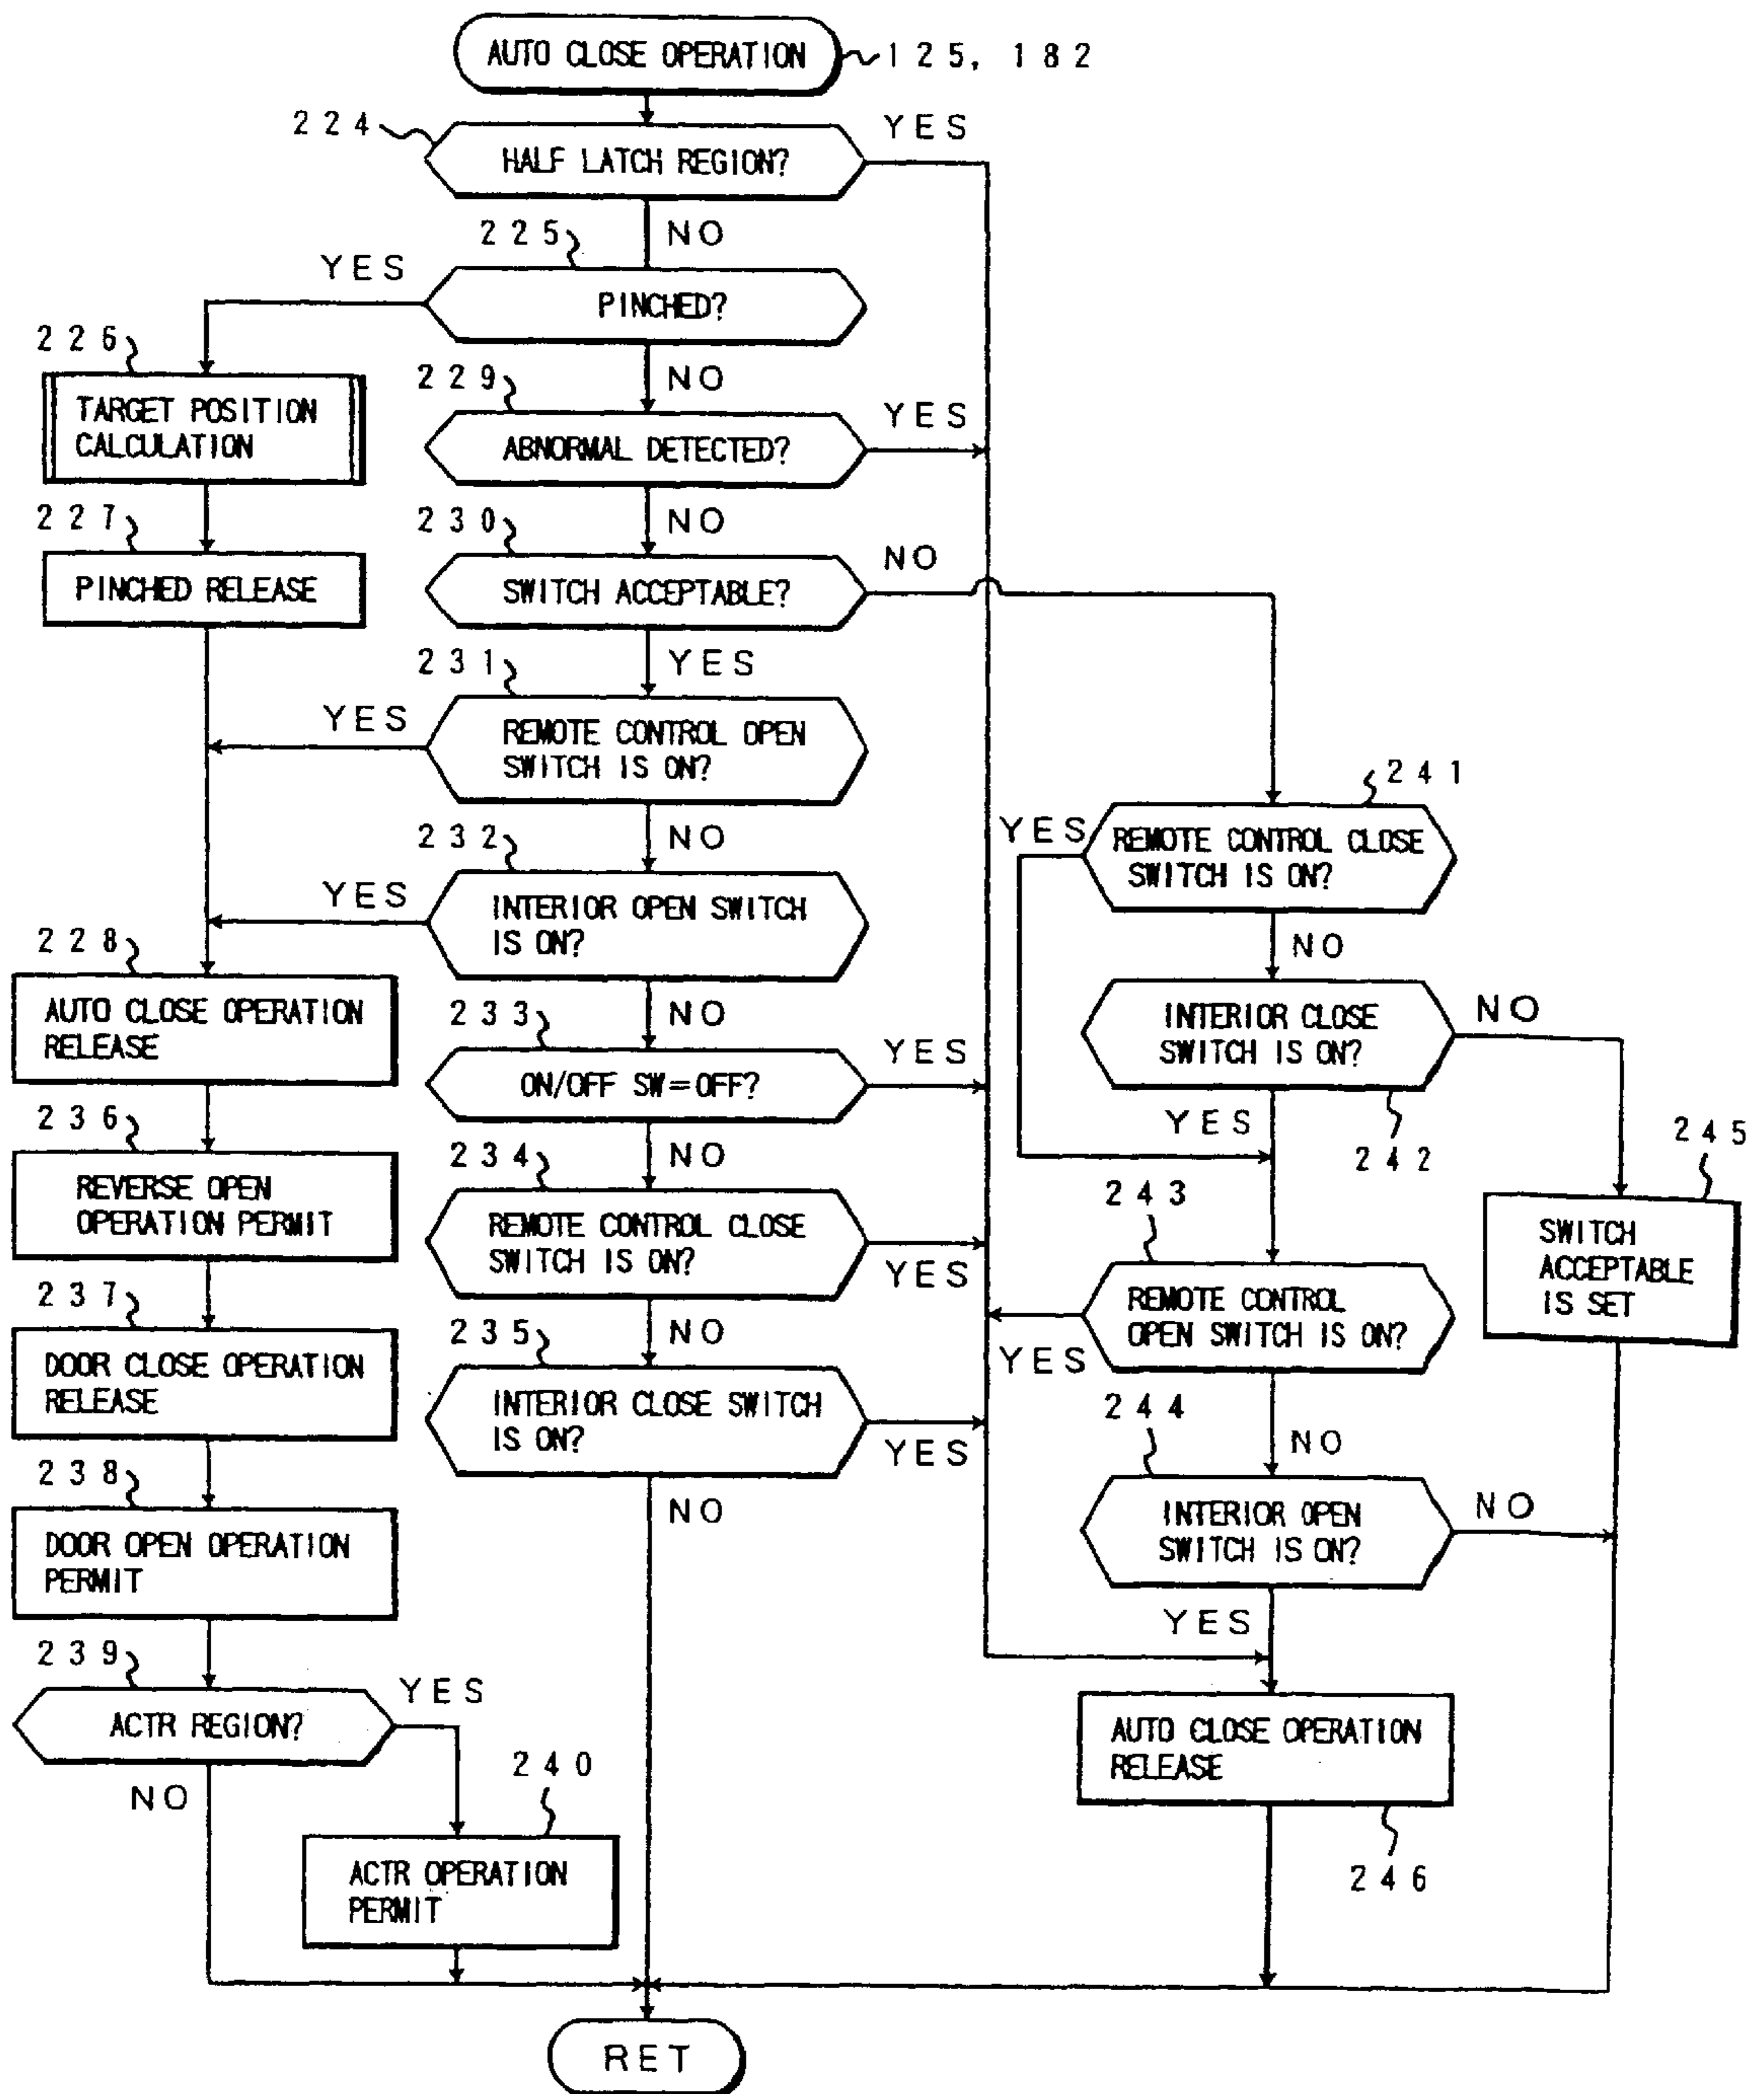 AUTO CLOSE OPERATION
125, 182
224
HALF LATCH REGION?
YES
NO
225
PINCHED?
YES
NO
226
TARGET POSITION
CALCULATION
227
PINCHED RELEASE
229
ABNORMAL DETECTED?
YES
NO
230
SWITCH ACCEPTABLE?
NO
YES
231
REMOTE CONTROL OPEN
SWITCH IS ON?
YES
NO
232
INTERIOR OPEN SWITCH
IS ON?
YES
NO
228
AUTO CLOSE OPERATION
RELEASE
233
ON/OFF SW=OFF?
YES
NO
236
REVERSE OPEN
OPERATION PERMIT
234
REMOTE CONTROL CLOSE
SWITCH IS ON?
YES
NO
237
DOOR CLOSE OPERATION
RELEASE
235
INTERIOR CLOSE SWITCH
IS ON?
YES
NO
238
DOOR OPEN OPERATION
PERMIT
239
ACTR REGION?
YES
NO
240
ACTR OPERATION
PERMIT
241
REMOTE CONTROL CLOSE
SWITCH IS ON?
YES
NO
INTERIOR CLOSE
SWITCH IS ON?
NO
YES
242
245
SWITCH
ACCEPTABLE
IS SET
243
REMOTE CONTROL
OPEN SWITCH IS ON?
YES
NO
244
INTERIOR OPEN
SWITCH IS ON?
NO
YES
AUTO CLOSE OPERATION
RELEASE
246
RET